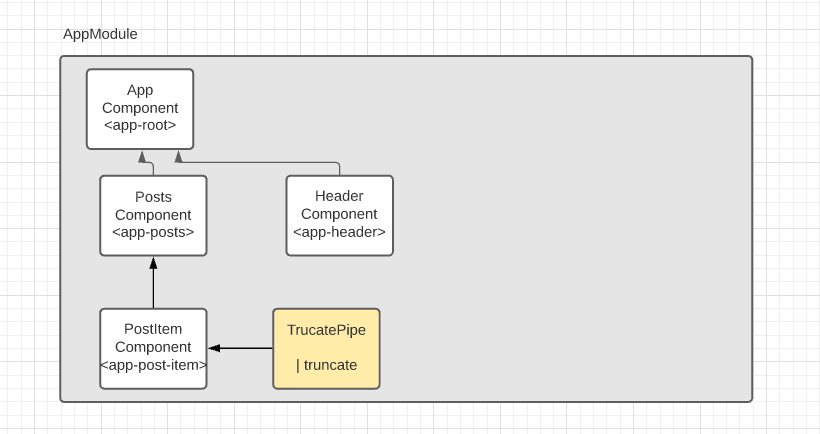 AppModule
App
Component
<app-root>
Posts
Component
<app-posts>
Header
Component
<app-header>
PostItem
Component
<app-post-item>
TrucatePipe
| truncate